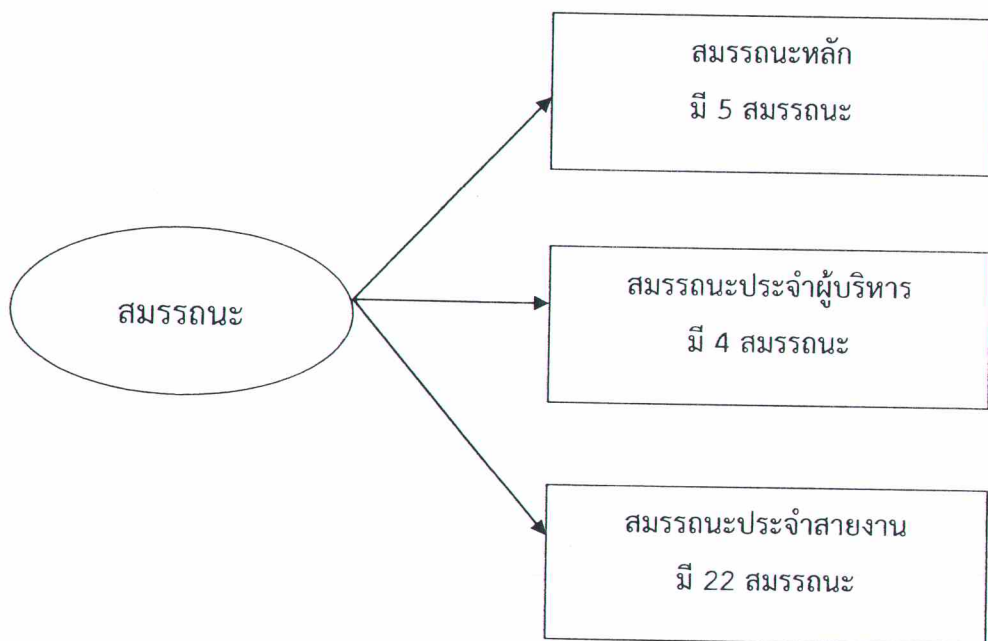 สมรรถนะ
สมรรถนะหลัก
มี 5 สมรรถนะ
สมรรถนะประจำผู้บริหาร
มี 4 สมรรถนะ
สมรรถนะประจำสายงาน
มี 22 สมรรถนะ